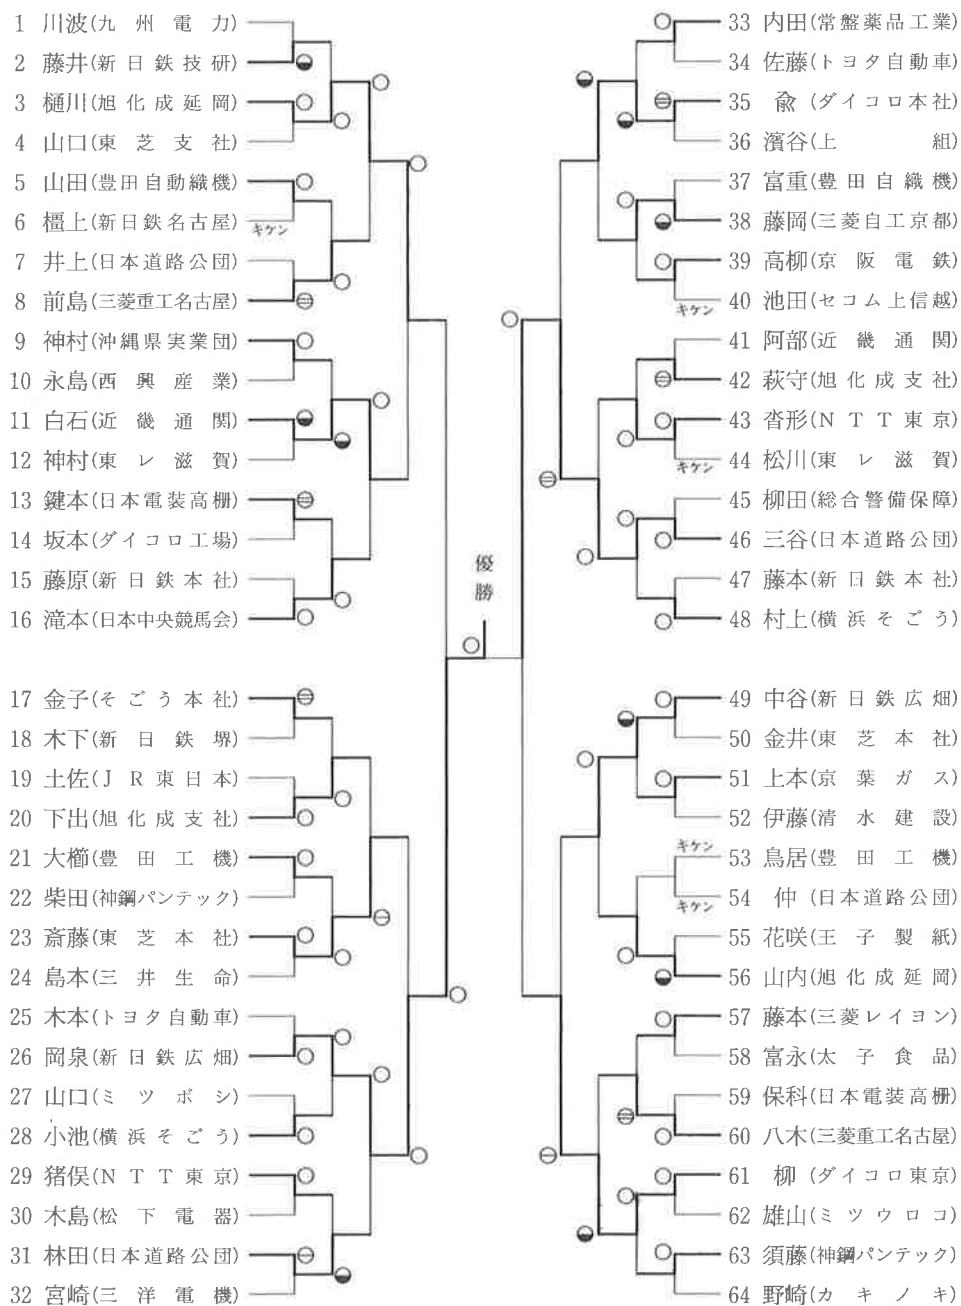 1 川波(九州電力)
2 藤井(新日鉄技研)
3 樋川(旭化成延岡)
4 山口(東芝支社)
5 山田(豊田自動織機)
6 橿上(新日鉄名古屋)
キケン
7 井上(日本道路公団)
8 前島(三菱重工名古屋)
9 神村(沖縄県実業団)
10 永島(西興産業)
11 白石(近畿通関)
12 神村(東レ滋賀)
13 鍵本(日本電装高棚)
14 坂本(ダイコロ工場)
15 藤原(新日鉄本社)
16 滝本(日本中央競馬会)
17 金子(そごう本社)
18 木下(新日鉄堺)
19 土佐(JR東日本)
20 下出(旭化成支社)
21 大櫛(豊田工機)
22 柴田(神鋼パンテック)
23 斎藤(東芝本社)
24 島本(三井生命)
25 木本(トヨタ自動車)
26 岡泉(新日鉄広畑)
27 山口(ミツボシ)
28 小池(横浜そごう)
29 猪俣(NTT東京)
30 木島(松下電器)
31 林田(日本道路公団)
32 宮崎(三洋電機)
優勝
33 内田(常盤薬品工業)
34 佐藤(トヨタ自動車)
35 兪(ダイコロ本社)
36 濱谷(上組)
37 富重(豊田自織機)
38 藤岡(三菱自工京都)
39 高柳(京阪電鉄)
キケン
40 池田(セコム上信越)
41 阿部(近畿通関)
42 萩守(旭化成支社)
43 沓形(NTT東京)
キケン
44 松川(東レ滋賀)
45 柳田(総合警備保障)
46 三谷(日本道路公団)
47 藤本(新日鉄本社)
48 村上(横浜そごう)
49 中谷(新日鉄広畑)
50 金井(東芝本社)
51 上本(京葉ガス)
52 伊藤(清水建設)
キケン
53 鳥居(豊田工機)
キケン
54 仲(日本道路公団)
55 花咲(王子製紙)
56 山内(旭化成延岡)
57 藤本(三菱レイヨン)
58 富永(太子食品)
59 保科(日本電装高棚)
60 八木(三菱重工名古屋)
61 柳(ダイコロ東京)
62 雄山(ミツウロコ)
63 須藤(神鋼パンテック)
64 野崎(カキノキ)